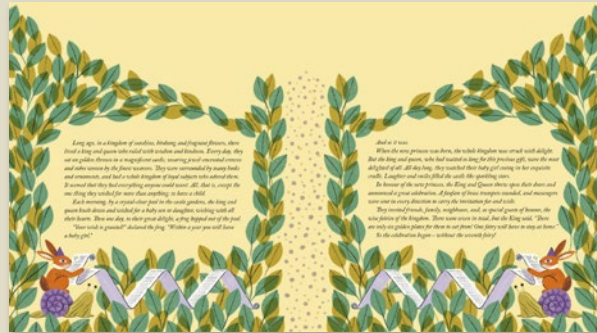 Long ago, in a kingdom of sunshine, birdsong and fragrant flowers, there
lived a king and queen who ruled with wisdom and kindness. Every day, they
sat on golden thrones in a magnificent castle, wearing jewel-encrusted crowns
and robes woven by the finest weavers. They were surrounded by many books
and ornaments, and had a whole kingdom of loyal subjects who adored them.
It seemed that they had everything anyone could want. All, that is, except the
one thing they wished for more than anything: to have a child.
Each morning, by a crystal-clear pool in the castle gardens, the king and
queen knelt down and wished for a baby son or daughter, wishing with all
their hearts. Then one day, to their great delight, a frog hopped out of the pool.
"Your wish is granted!" declared the frog. "Within a year you will have
a baby girl."
And so it was.
When the new princess was born, the whole kingdom was struck with delight.
But the king and queen, who had waited so long for this precious gift, were the most
delighted of all. All day long, they watched their baby girl cooing in her exquisite
cradle. Laughter and smiles filled the castle like sparkling stars.
In honour of the new princess, the King and Queen threw open their doors and
announced a great celebration. A fanfare of brass trumpets sounded, and messengers
were sent in every direction to carry the invitation far and wide.
They invited friends, family, neighbours, and, as special guests of honour, the
wise fairies of the kingdom. There were seven in total, but the King said, "There
are only six golden plates for them to eat from! One fairy will have to stay at home."
So the celebration began – without the seventh fairy!